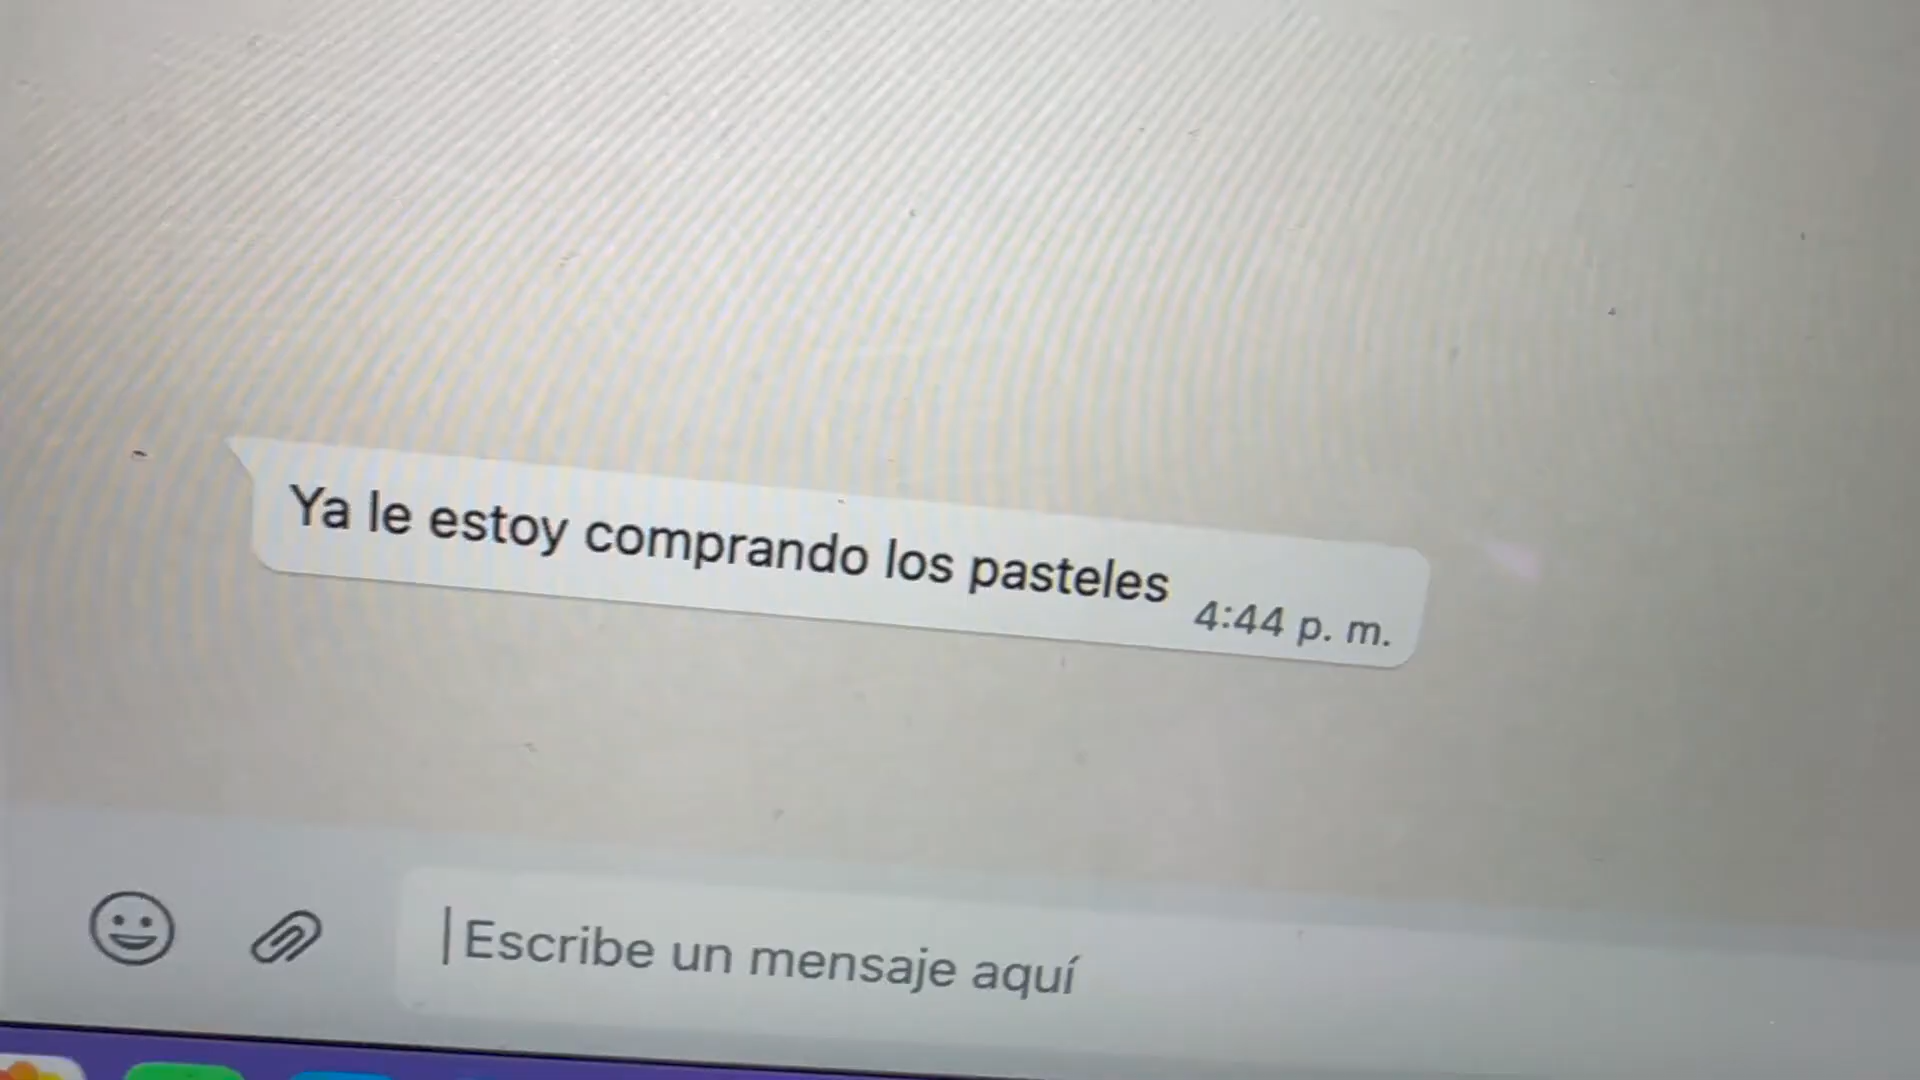 Ya le estoy comprando los pasteles
4:44 p. m.
Escribe un mensaje aquí